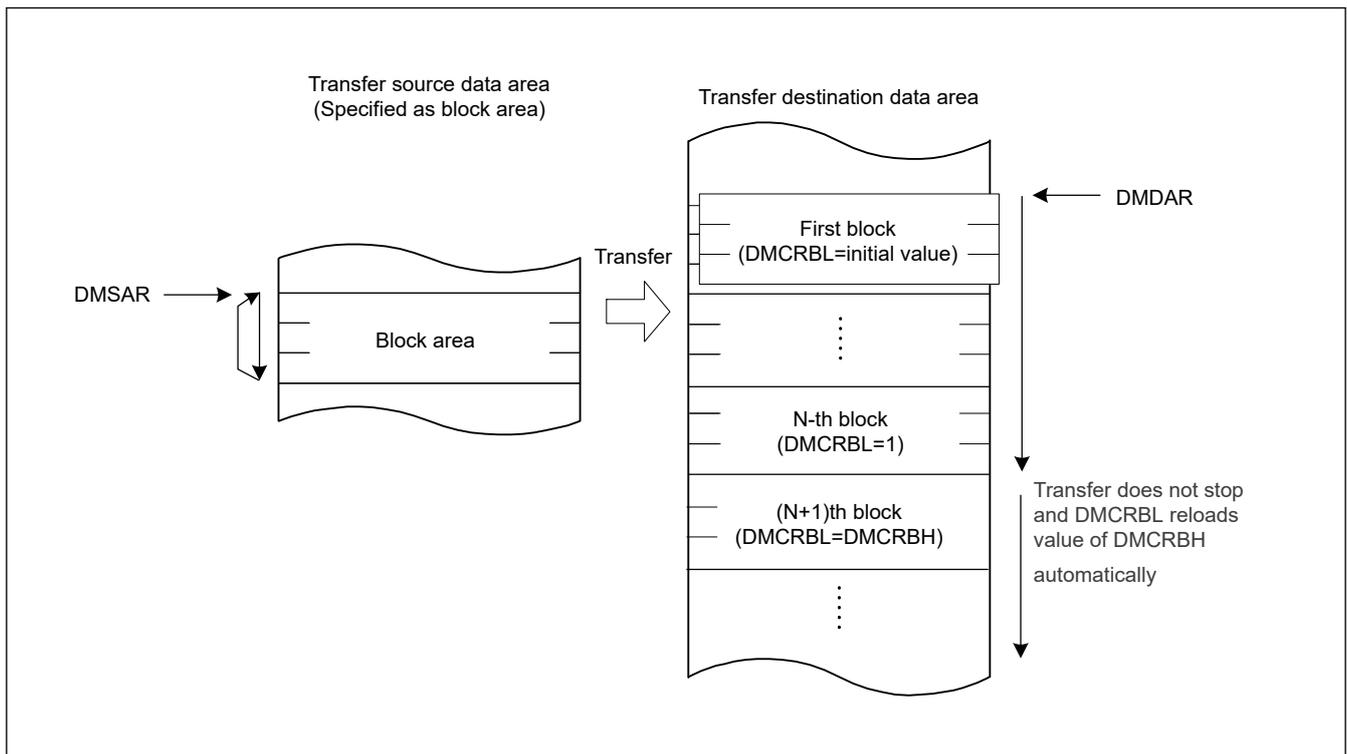 Transfer source data area
(Specified as block area)
Transfer destination data area
DMDAR
First block
(DMCRBL=initial value)
Transfer
DMSAR
Block area
N-th block
(DMCRBL=1)
(N+1)th block
(DMCRBL=DMCRBH)
Transfer does not stop
and DMCRBL reloads
value of DMCRBH
automatically